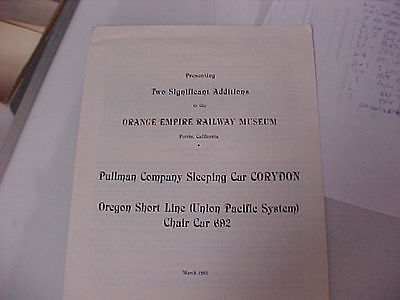 Presenting
Two Significant Additions
to the
ORANGE EMPIRE RAILWAY MUSEUM
Perris, California
Pullman Company Sleeping Car CORYDON
Oregon Short Line (Union Pacific System)
Chair Car 692
March